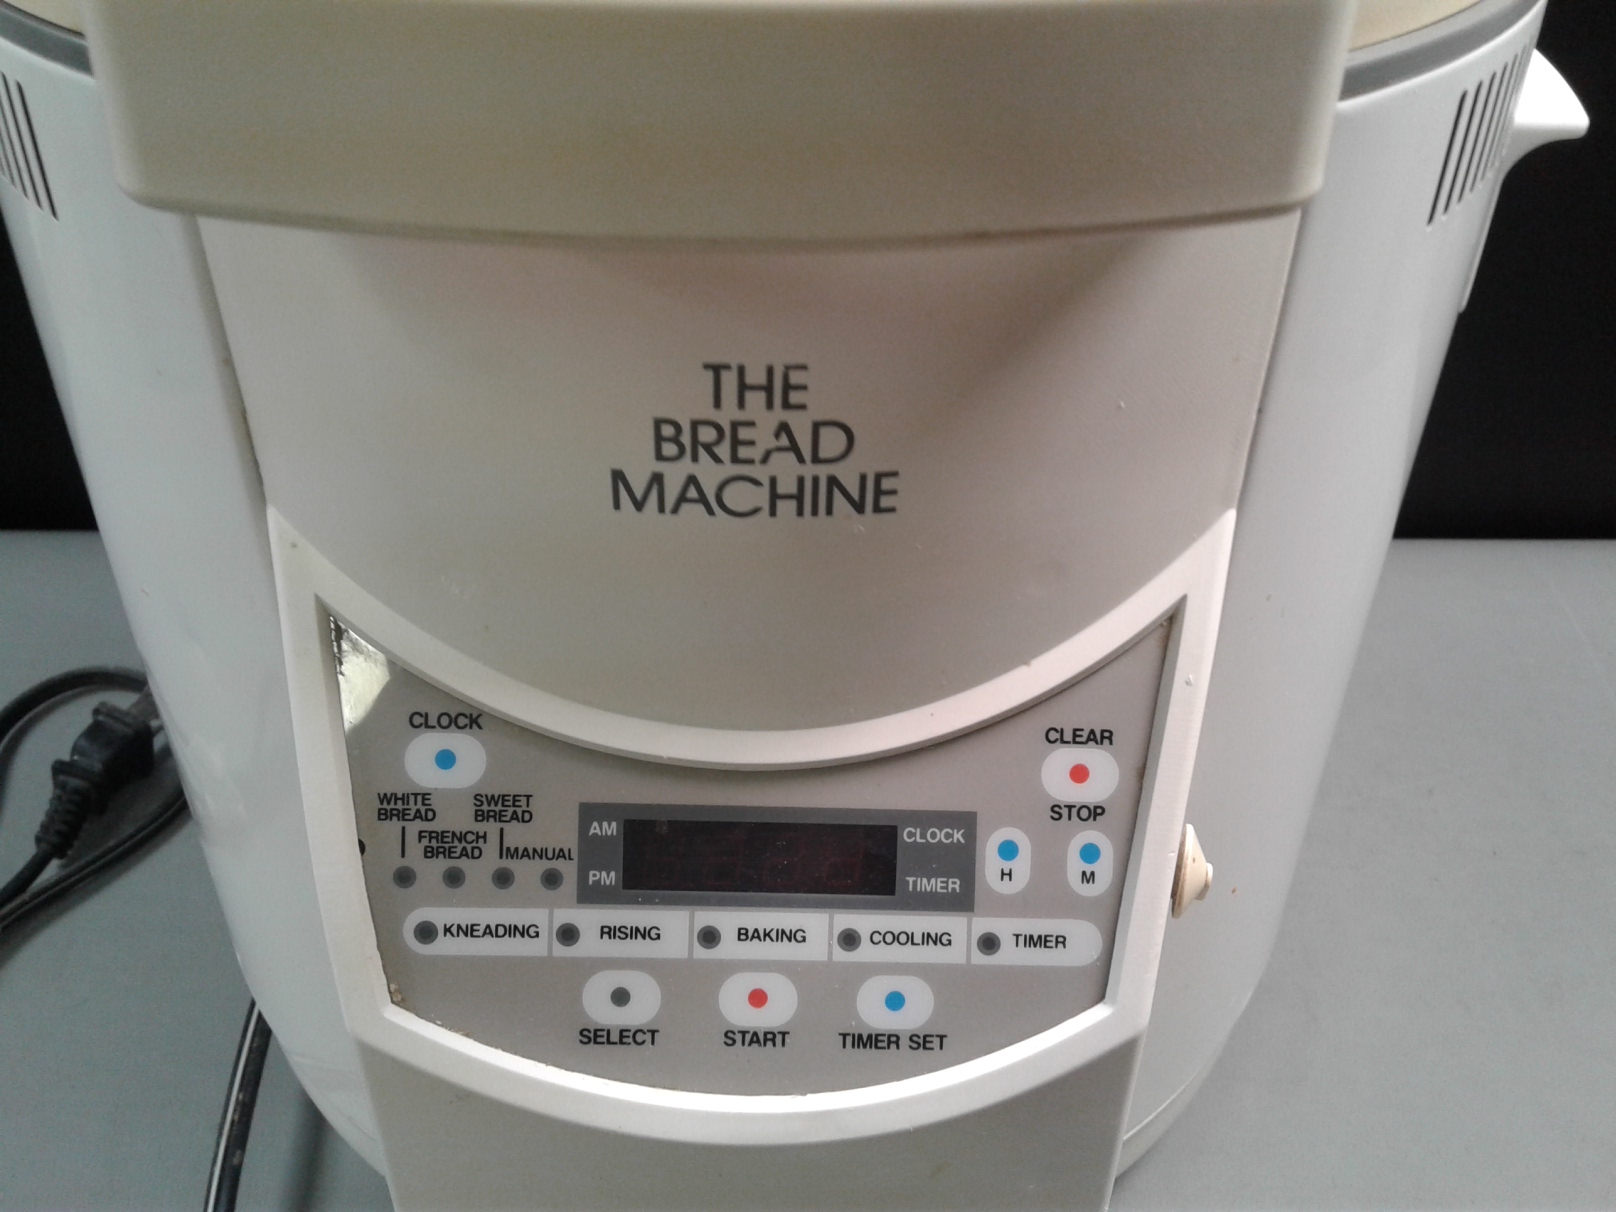 THE
BREAD
MACHINE
CLOCK
CLEAR
STOP
WHITE
BREAD
SWEET
BREAD
FRENCH
BREAD
MANUAL
AM
PM
CLOCK
TIMER
H
M
KNEADING
RISING
BAKING
COOLING
TIMER
SELECT
START
TIMER SET